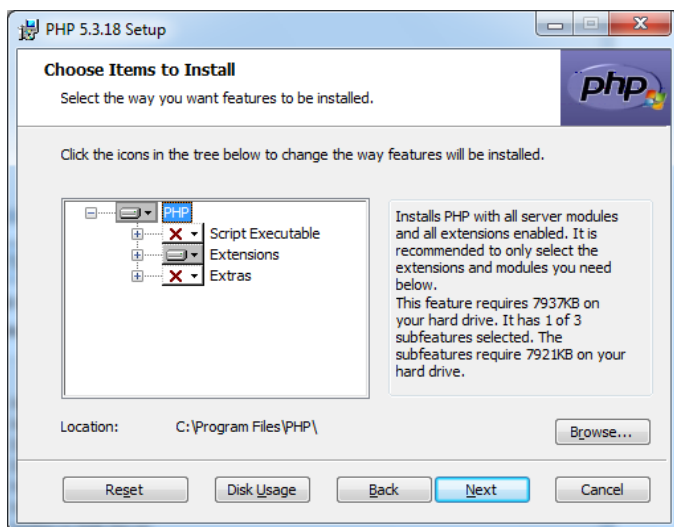 PHP 5.3.18 Setup
Choose Items to Install
Select the way you want features to be installed.
php
Click the icons in the tree below to change the way features will be installed.
PHP
Script Executable
Extensions
Extras
Installs PHP with all server modules
and all extensions enabled. It is
recommended to only select the
extensions and modules you need
below.
This feature requires 7937KB on
your hard drive. It has 1 of 3
subfeatures selected. The
subfeatures require 7921KB on your
hard drive.
Location: C:\Program Files\PHP\
Browse...
Reset Disk Usage Back Next Cancel